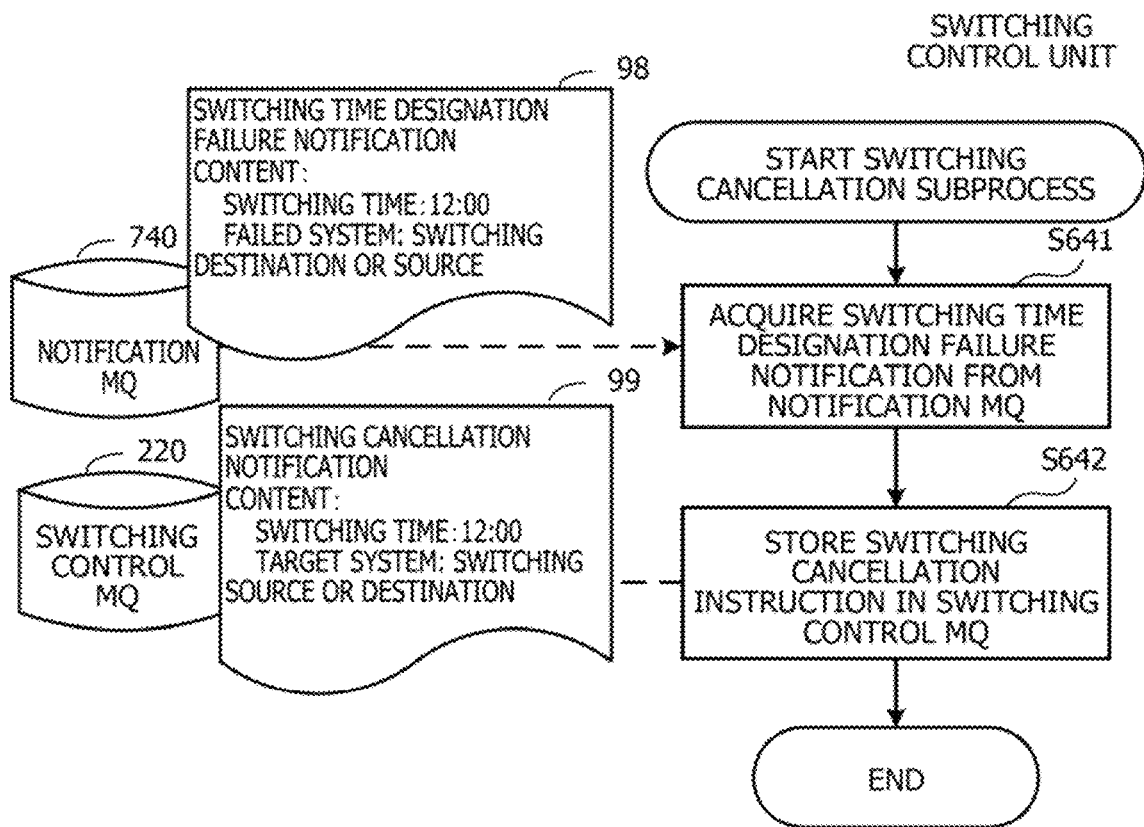 SWITCHING
CONTROL UNIT
98
SWITCHING TIME DESIGNATION
FAILURE NOTIFICATION
CONTENT:
SWITCHING TIME:12:00
FAILED SYSTEM: SWITCHING
DESTINATION OR SOURCE
740
NOTIFICATION
MQ
START SWITCHING
CANCELLATION SUBPROCESS
S641
ACQUIRE SWITCHING TIME
DESIGNATION FAILURE
NOTIFICATION FROM
NOTIFICATION MQ
99
SWITCHING CANCELLATION
NOTIFICATION
CONTENT:
SWITCHING TIME:12:00
TARGET SYSTEM: SWITCHING
SOURCE OR DESTINATION
220
SWITCHING
CONTROL
MQ
S642
STORE SWITCHING
CANCELLATION
INSTRUCTION IN SWITCHING
CONTROL MQ
END